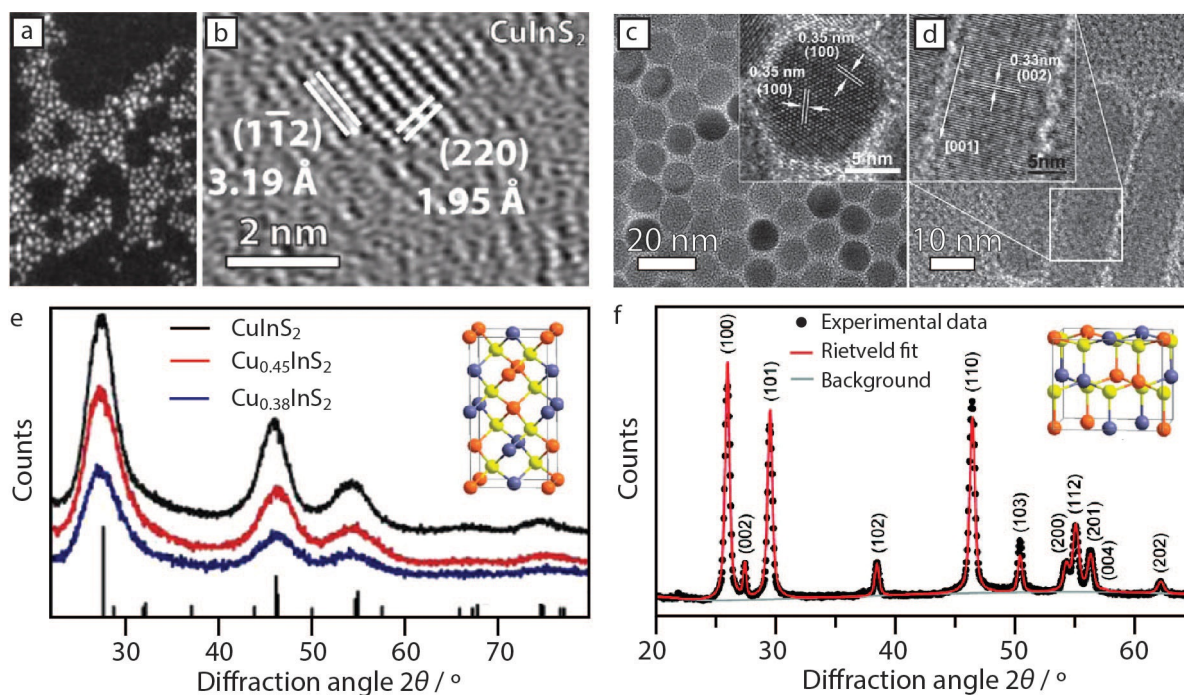 a
b
CuInS₂
(11̄2)
3.19 Å
(220)
1.95 Å
2 nm
c
0.35 nm
(100)
0.35 nm
(100)
5 nm
20 nm
d
0.33nm
(002)
[001]
5nm
10 nm
e
CuInS₂
Cu₀.₄₅InS₂
Cu₀.₃₈InS₂
Counts
30 40 50 60 70
Diffraction angle 2θ / º
f
Experimental data
Rietveld fit
Background
(100)
(002)
(101)
(102)
(110)
(103)
(200)
(112)
(201)
(004)
(202)
Counts
20 30 40 50 60
Diffraction angle 2θ / º